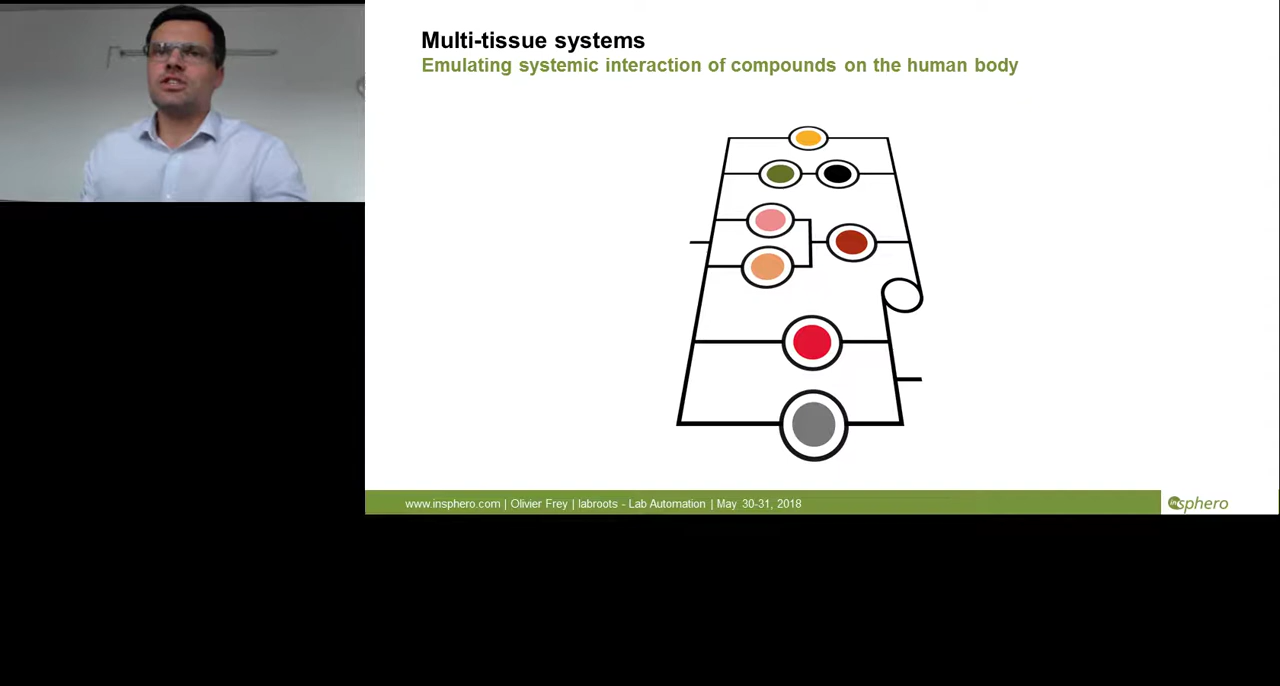 Multi-tissue systems
Emulating systemic interaction of compounds on the human body
www.insphero.com | Olivier Frey | labroots - Lab Automation | May 30-31, 2018
insphero